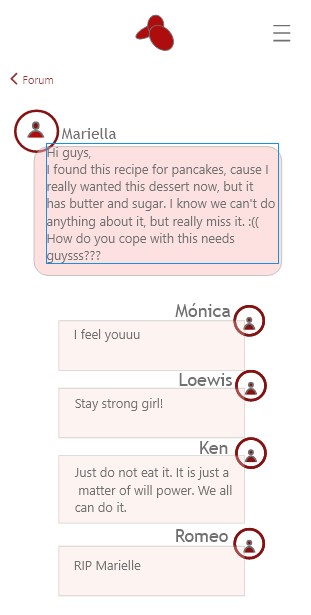 Forum
Mariella
Hi guys,
I found this recipe for pancakes, cause I
really wanted this dessert now, but it
has butter and sugar. I know we can't do
anything about it, but really miss it. :((
How do you cope with this needs
guysss???
Mónica
I feel youuu
Loewis
Stay strong girl!
Ken
Just do not eat it. It is just a
matter of will power. We all
can do it.
Romeo
RIP Marielle